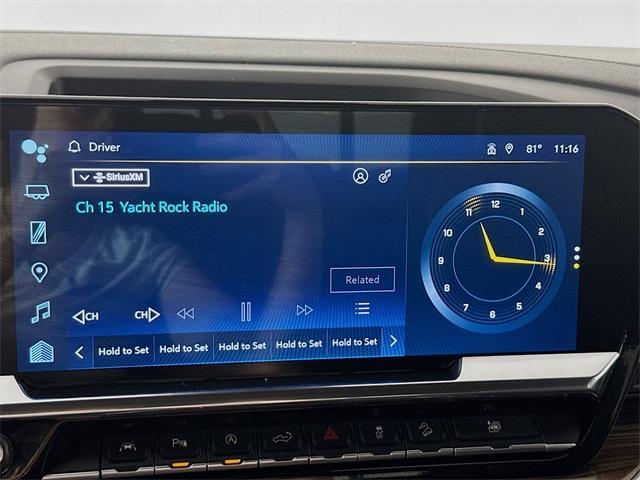 Driver 81° 11:16
SiriusXM
Ch 15 Yacht Rock Radio
Related
CH CH
Hold to Set Hold to Set Hold to Set Hold to Set Hold to Set
12
11 1
10 2
9 3
8 4
7 5
6